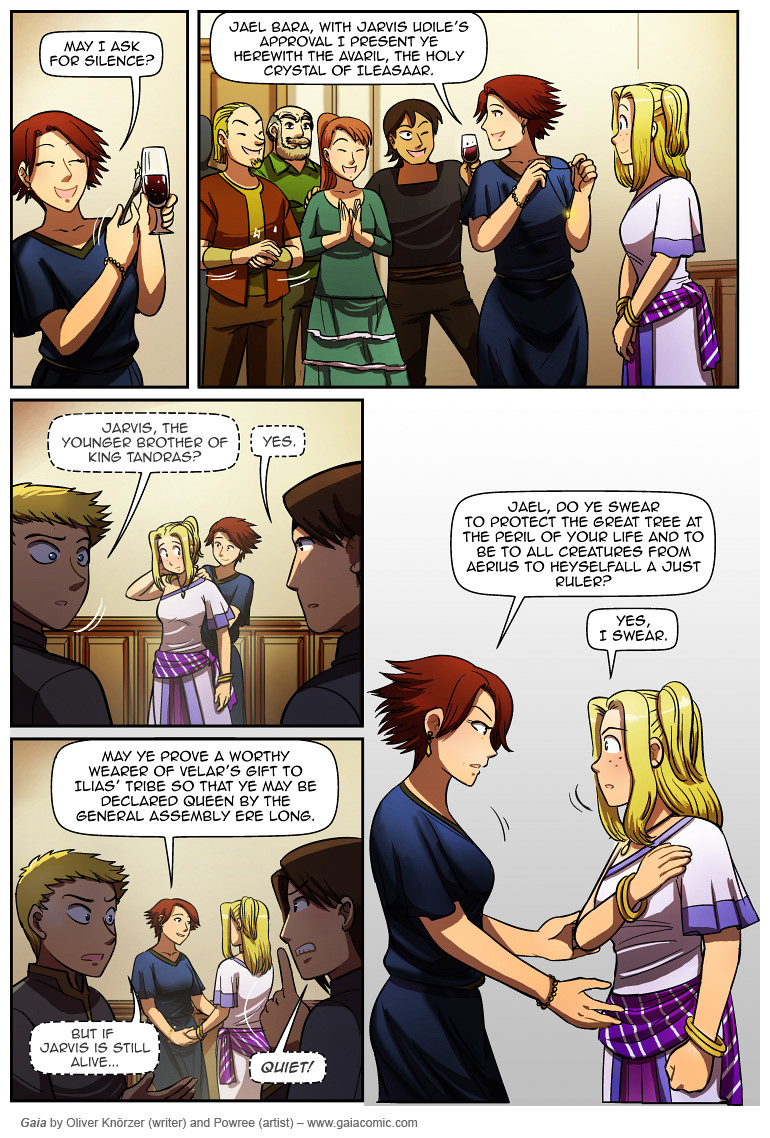 MAY I ASK
FOR SILENCE?
JAEL BARA, WITH JARVIS UDILE'S
APPROVAL I PRESENT YE
HEREWITH THE AVARIL, THE HOLY
CRYSTAL OF ILEASAAR.
JARVIS, THE
YOUNGER BROTHER OF
KING TANDRAS?
YES.
JAEL, DO YE SWEAR
TO PROTECT THE GREAT TREE AT
THE PERIL OF YOUR LIFE AND TO
BE TO ALL CREATURES FROM
AERIUS TO HEYSELFALL A JUST
RULER?
YES,
I SWEAR.
MAY YE PROVE A WORTHY
WEARER OF VELAR'S GIFT TO
ILIAS' TRIBE SO THAT YE MAY BE
DECLARED QUEEN BY THE
GENERAL ASSEMBLY ERE LONG.
BUT IF
JARVIS IS STILL
ALIVE...
QUIET!
Gaia by Oliver Knörzer (writer) and Powree (artist) – www.gaiacomic.com